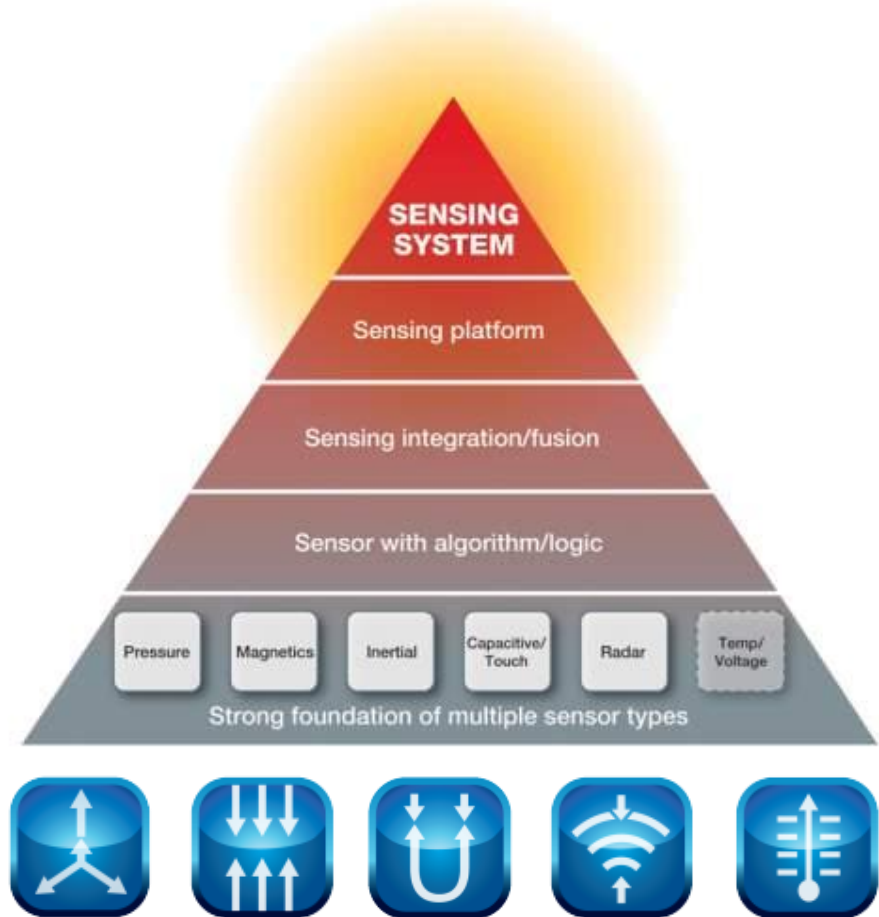 SENSING
SYSTEM
Sensing platform
Sensing integration/fusion
Sensor with algorithm/logic
Pressure
Magnetics
Inertial
Capacitive/
Touch
Radar
Temp/
Voltage
Strong foundation of multiple sensor types